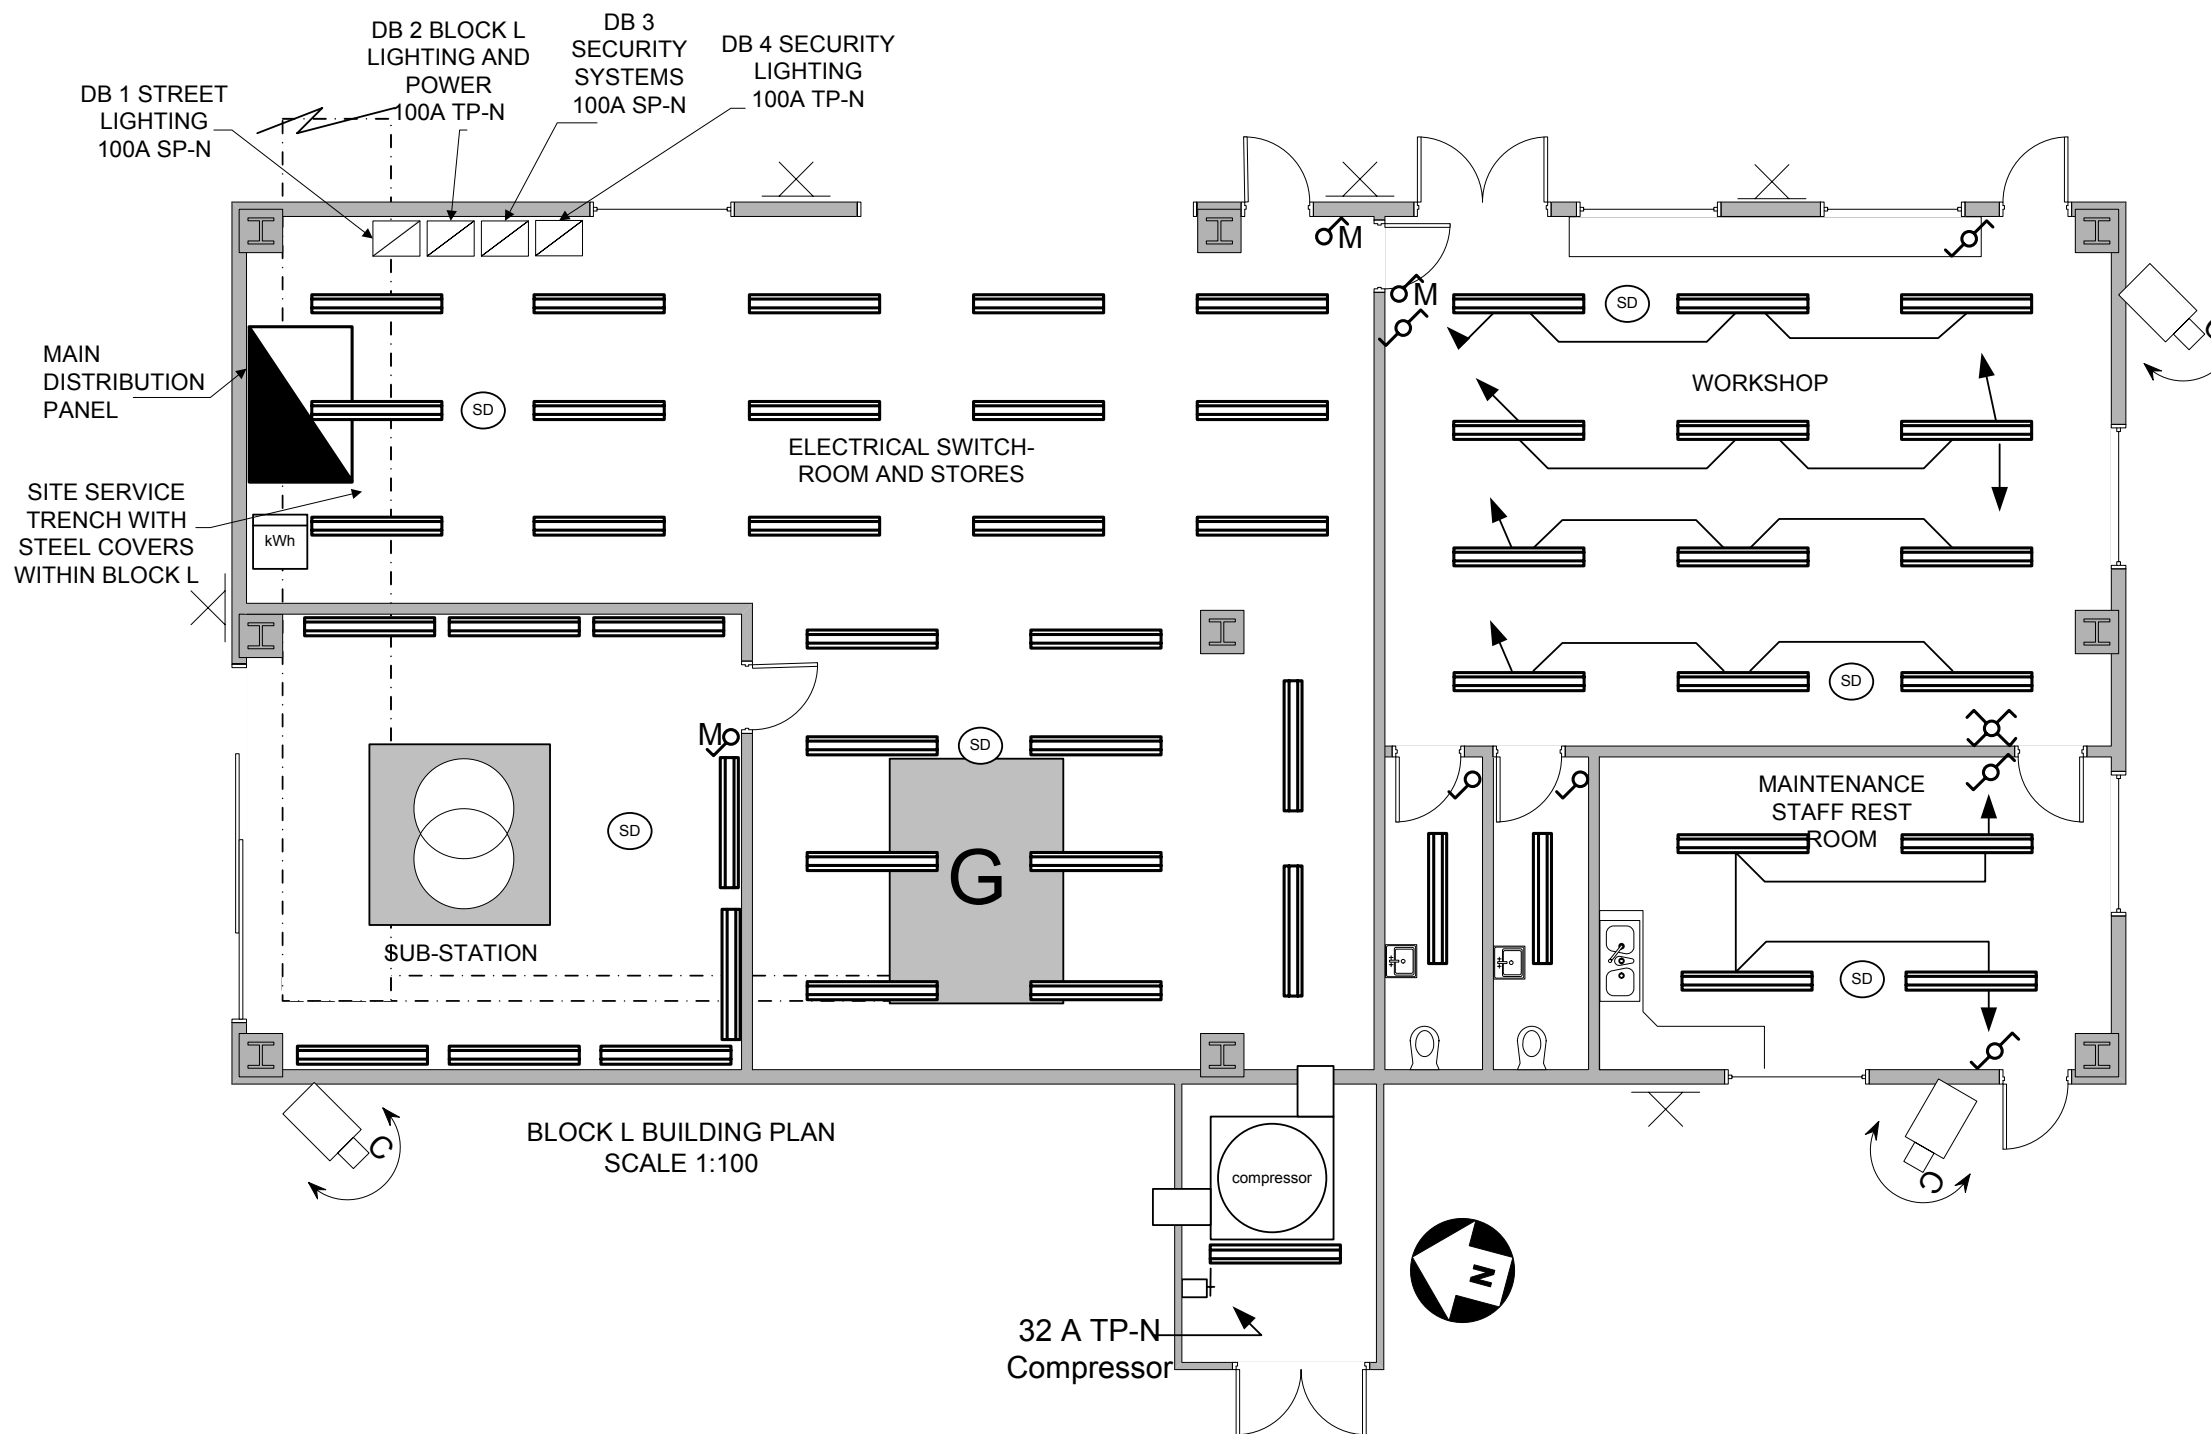 DB 1 STREET
LIGHTING
100A SP-N
DB 2 BLOCK L
LIGHTING AND
POWER
100A TP-N
DB 3
SECURITY
SYSTEMS
100A SP-N
DB 4 SECURITY
LIGHTING
100A TP-N
M
M
SD
MAIN
DISTRIBUTION
PANEL
SD
WORKSHOP
C
ELECTRICAL SWITCH-
ROOM AND STORES
SITE SERVICE
TRENCH WITH
STEEL COVERS
WITHIN BLOCK L
kWh
SD
M
SD
SD
MAINTENANCE
STAFF REST
ROOM
G
SUB-STATION
SD
BLOCK L BUILDING PLAN
SCALE 1:100
C
compressor
C
N
32 A TP-N
Compressor